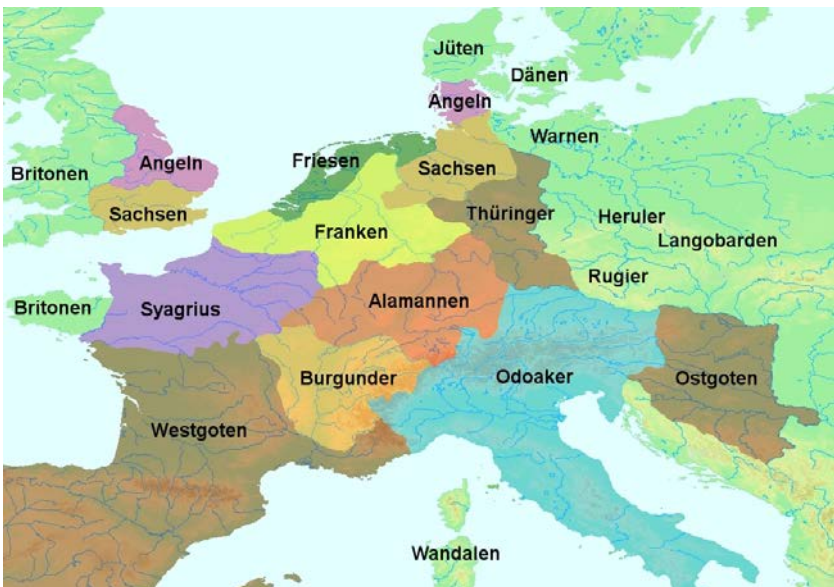 Jüten
Dänen
Angeln
Warnen
Friesen
Britonen
Angeln
Sachsen
Sachsen
Thüringer
Heruler
Franken
Langobarden
Rugier
Britonen
Syagrius
Alamannen
Burgunder
Odoaker
Ostgoten
Westgoten
Wandalen